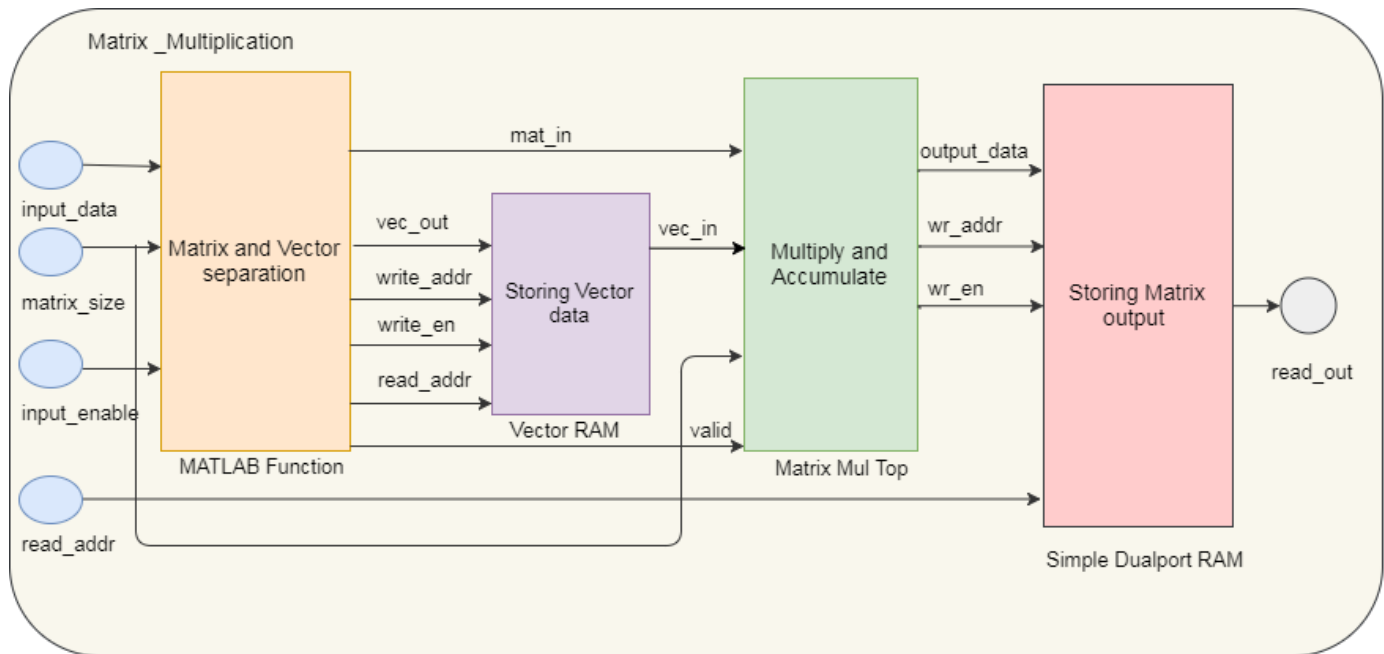 Matrix _Multiplication
input_data
matrix_size
input_enable
read_addr
Matrix and Vector
separation
MATLAB Function
mat_in
vec_out
write_addr
write_en
read_addr
valid
Storing Vector
data
Vector RAM
vec_in
Multiply and
Accumulate
Matrix Mul Top
output_data
wr_addr
wr_en
Storing Matrix
output
Simple Dualport RAM
read_out